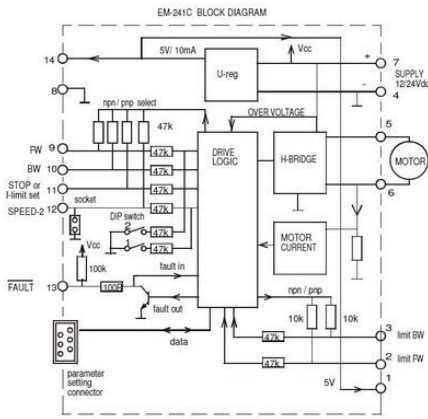 EM-241C BLOCK DIAGRAM
5V/ 10mA
14
U-reg
Vcc
+
7
SUPPLY
12/24Vdc
-
4
8
npn / pnp select
47k
OVER VOLTAGE
5
FW 9
47k
DRIVE
LOGIC
H-BRIDGE
MOTOR
BW 10
47k
STOP or
I-limit set
11
47k
6
SPEED-2 12
47k
socket
DIP switch
2
47k
1
47k
MOTOR
CURRENT
Vcc
100k
fault in
FAULT 13
100R
fault out
npn / pnp
10k
10k
data
47k
3
limit BW
47k
2
limit FW
parameter
setting
connector
5V
1